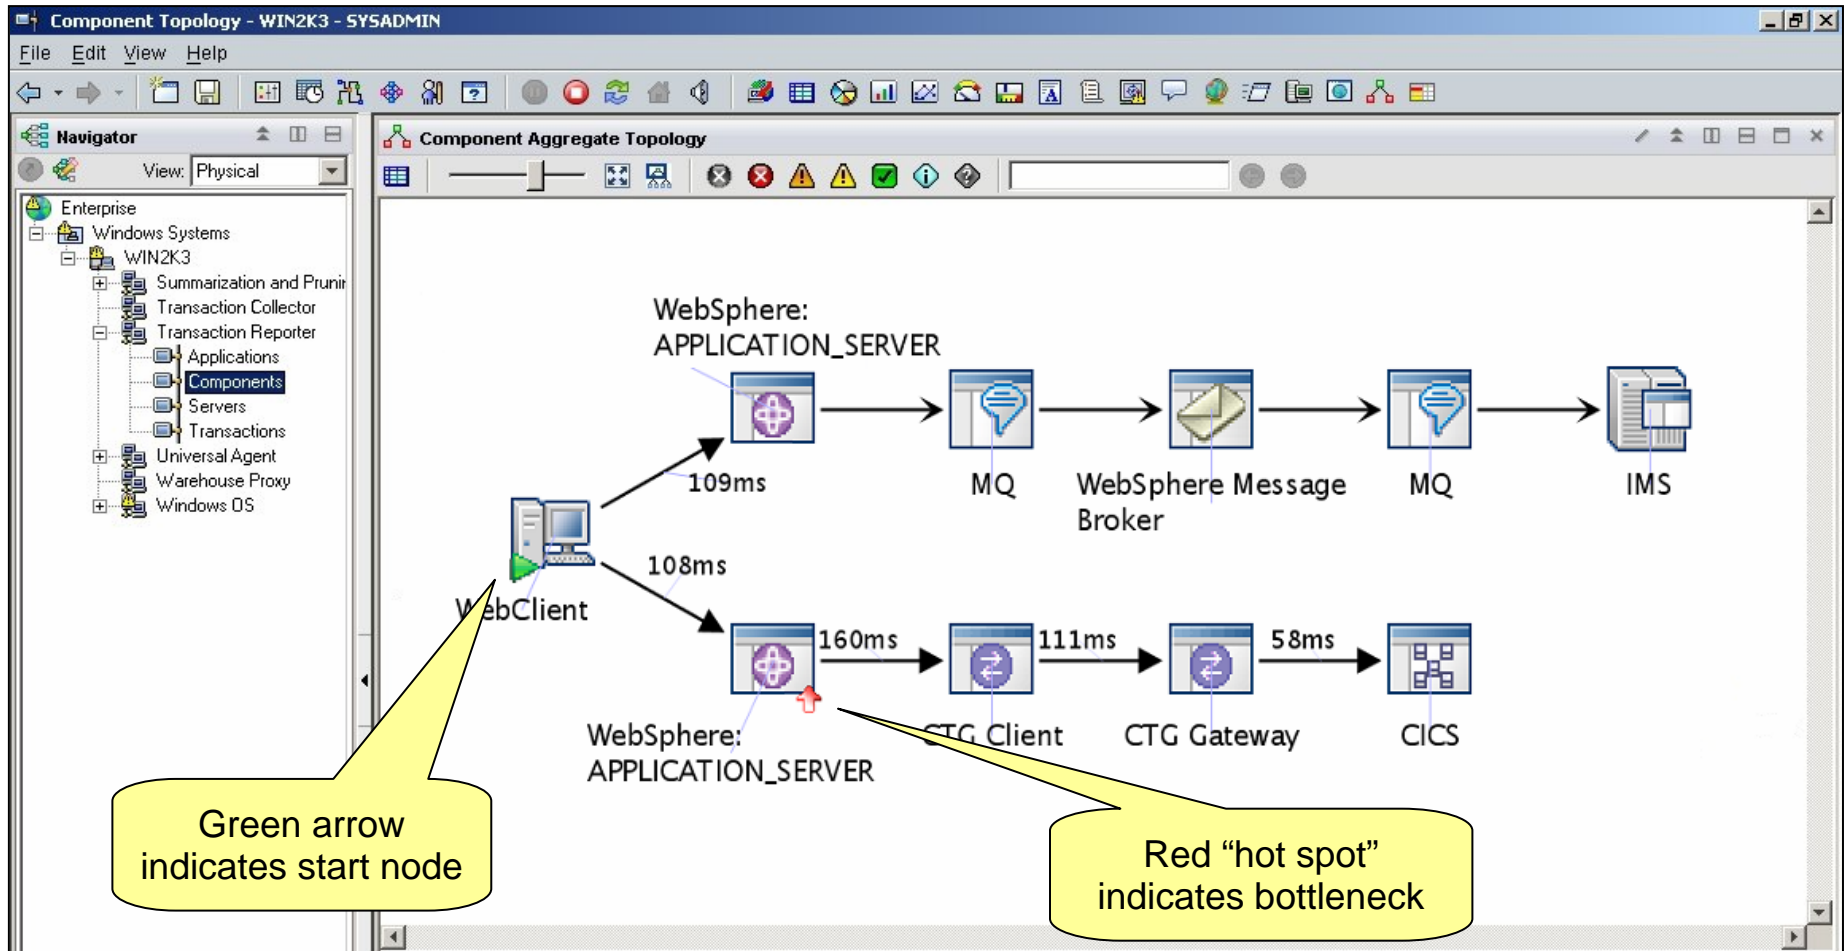 Component Topology - WIN2K3 - SYSADMIN
File Edit View Help
Navigator
View: Physical
Enterprise
Windows Systems
WIN2K3
Summarization and Prunin
Transaction Collector
Transaction Reporter
Applications
Components
Servers
Transactions
Universal Agent
Warehouse Proxy
Windows OS
Component Aggregate Topology
WebSphere:
APPLICATION_SERVER
109ms
MQ
WebSphere Message
Broker
MQ
IMS
WebClient
108ms
160ms
111ms
58ms
WebSphere:
APPLICATION_SERVER
CTG Client
CTG Gateway
CICS
Green arrow
indicates start node
Red “hot spot”
indicates bottleneck